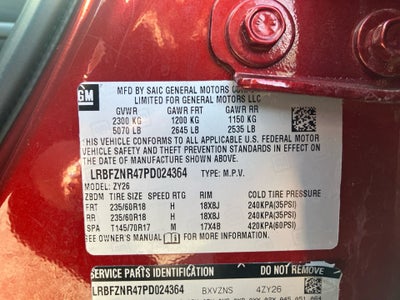 GM
MFD BY SAIC GENERAL MOTORS
LIMITED FOR GENERAL MOTORS LLC
GVWR GAWR FRT GAWR RR
2300 KG 1200 KG 1150 KG
5070 LB 2645 LB 2535 LB
THIS VEHICLE CONFORMS TO ALL APPLICABLE U.S. FEDERAL MOTOR
VEHICLE SAFETY, BUMPER, AND THEFT PREVENTION
STANDARDS IN EFFECT ON THE DATE OF MANUFACTURE SHOWN ABOVE.
LRBFZNR47PD024364 TYPE: M.P.V.
MODEL: ZY26
ZBDM TIRE SIZE SPEED RTG RIM COLD TIRE PRESSURE
FRT 235/60R18 H 18X8J 240KPA(35PSI)
RR 235/60R18 H 18X8J 240KPA(35PSI)
SPA T145/70R17 M 17X4B 420KPA(60PSI)
SEE OWNER'S MANUAL FOR MORE INFORMATION.
SERVICE PARTS IDENTIFICATION DO NOT REMOVE
LRBFZNR47PD024364 BXVZNS 4ZY26